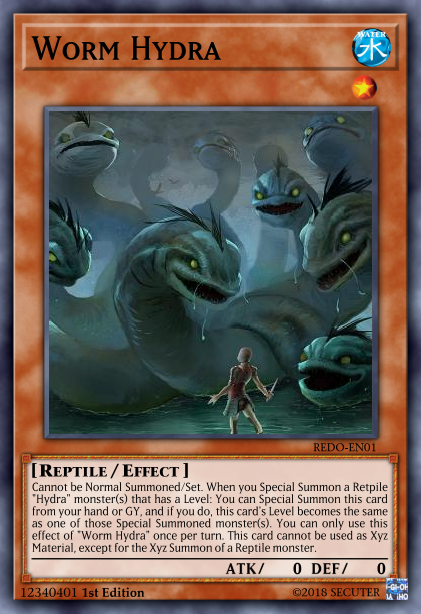 WORM HYDRA
WATER
水
REDO-EN01
[ REPTILE / EFFECT ]
Cannot be Normal Summoned/Set. When you Special Summon a Retpile
"Hydra" monster(s) that has a Level: You can Special Summon this card
from your hand or GY, and if you do, this card's Level becomes the same
as one of those Special Summoned monster(s). You can only use this
effect of "Worm Hydra" once per turn. This card cannot be used as Xyz
Material, except for the Xyz Summon of a Reptile monster.
ATK/ 0 DEF/ 0
12340401 1st Edition ©2018 SECUTER